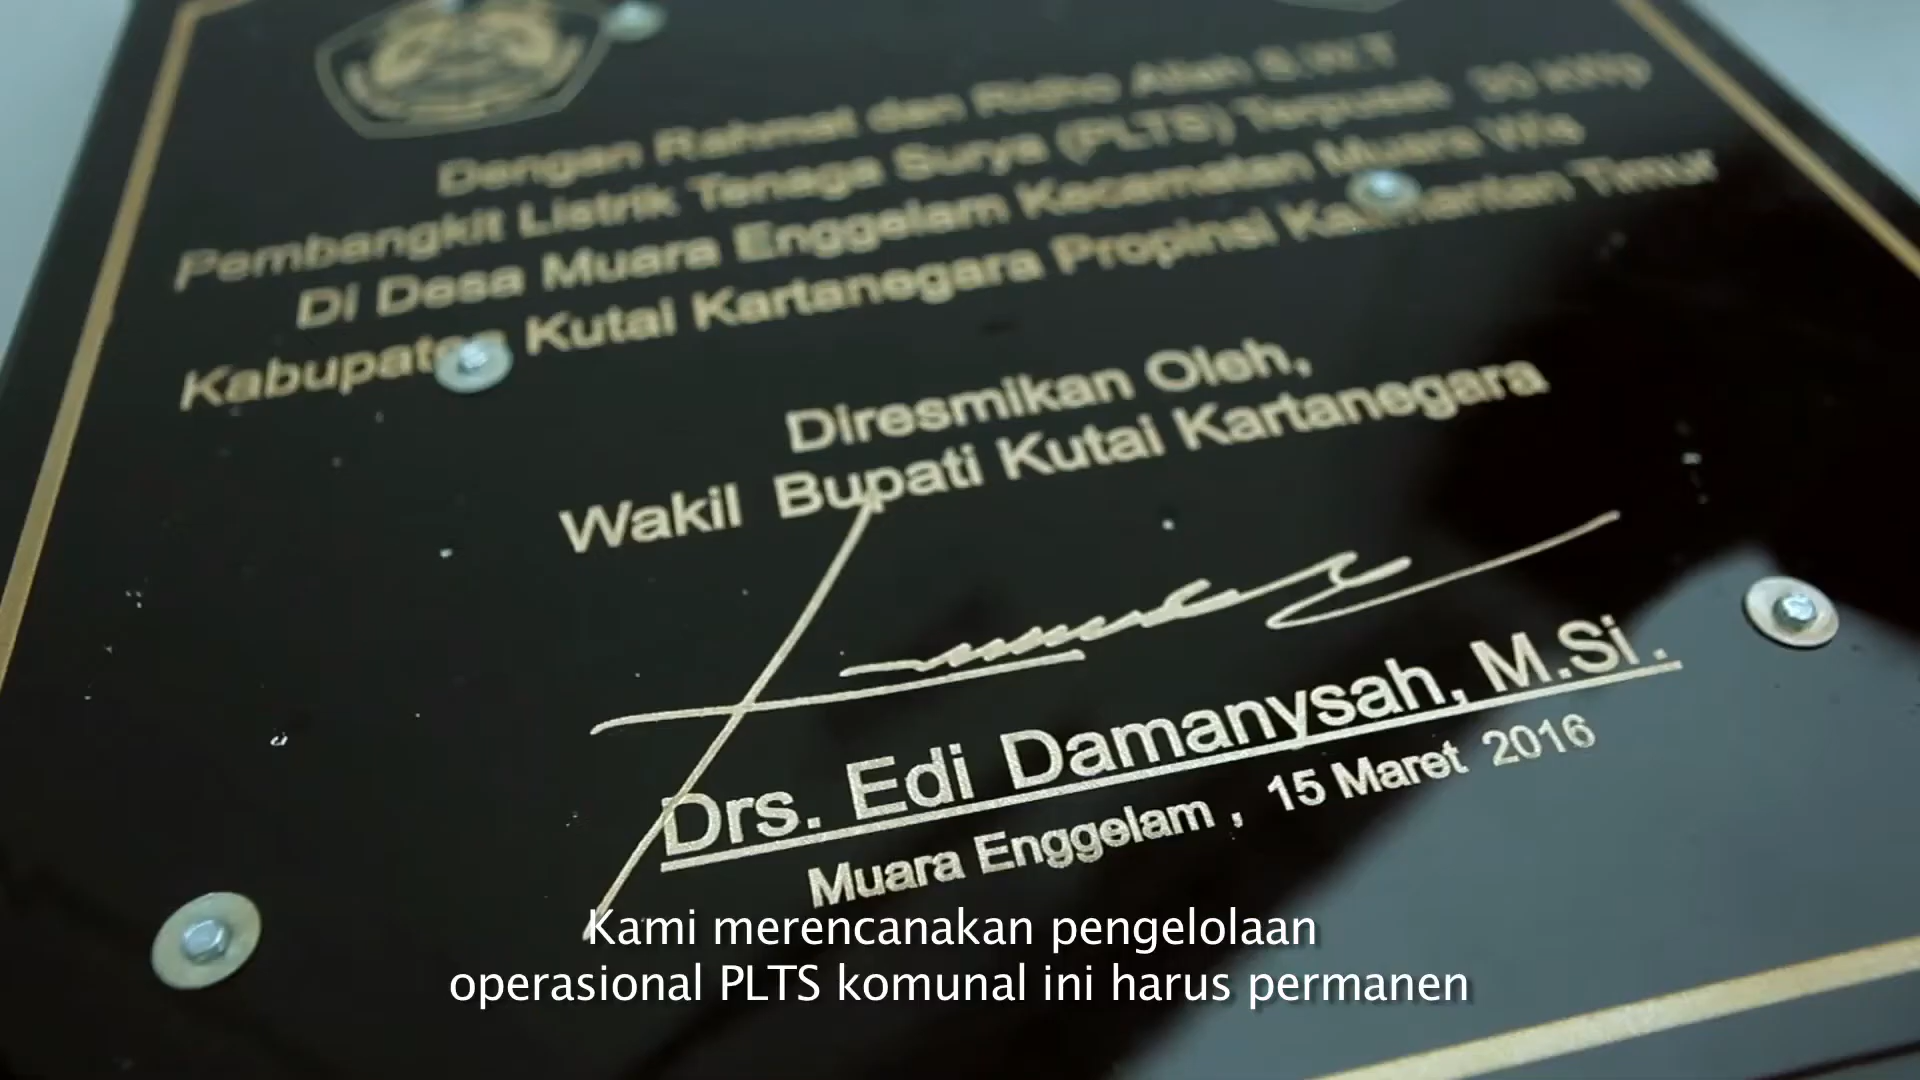 Dengan Rahmat dan Ridho Allah S.W.T
Pembangkit Listrik Tenaga Surya (PLTS) Terpusat kWp
Di Desa Muara Enggelam Kecamatan Muara Wis
Kabupaten Kutai Kartanegara Propinsi Kalimantan Timur
Diresmikan Oleh,
Wakil Bupati Kutai Kartanegara
Drs. Edi Damanysah, M.Si.
Muara Enggelam , 15 Maret 2016
Kami merencanakan pengelolaan
operasional PLTS komunal ini harus permanen